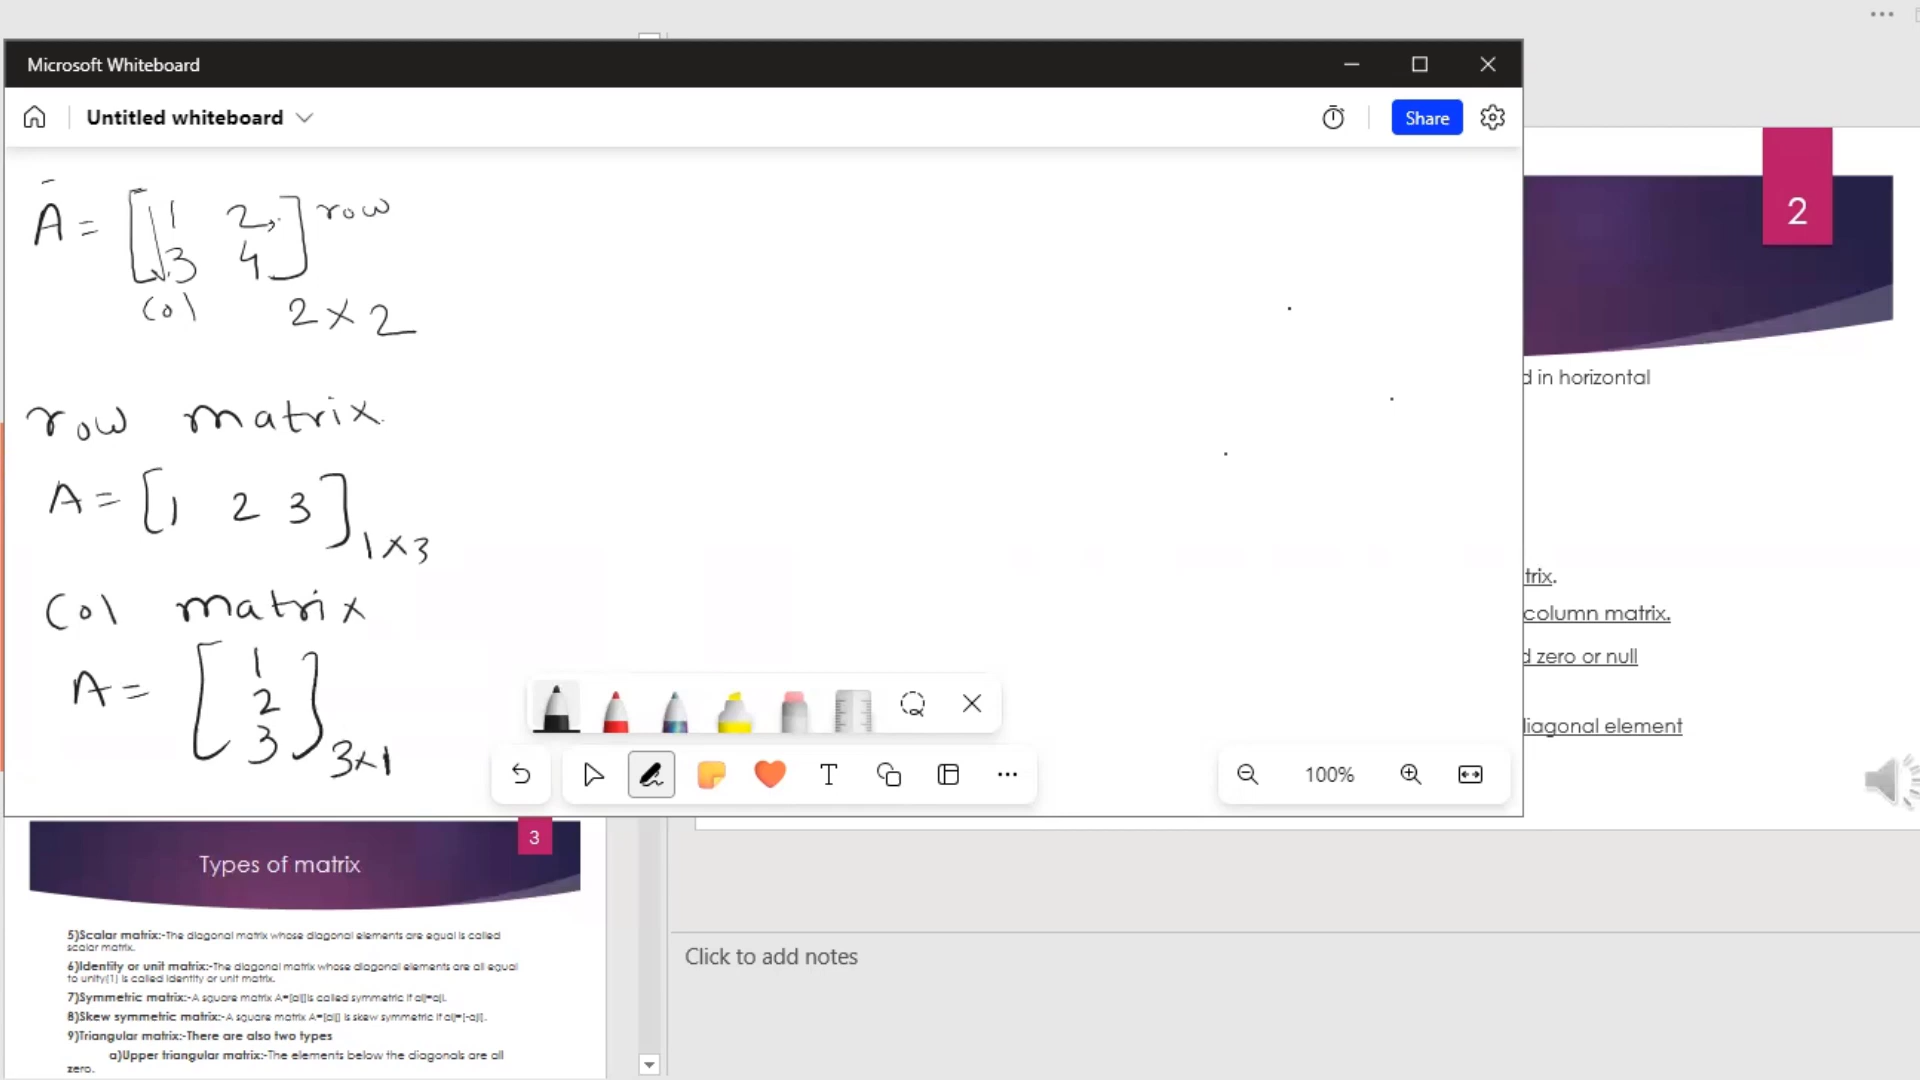 Microsoft Whiteboard
Untitled whiteboard
Share
A = [1 2 row
3 4]
col 2 × 2
row matrix
A = [1 2 3] 1×3
col matrix
A = [1
2
3] 3×1
100%
2
d in horizontal
trix.
column matrix.
d zero or null
diagonal element
3
Types of matrix
5)Scalar matrix:-The diagonal matrix whose diagonal elements are equal is called
scalar matrix.
6)Identity or unit matrix:-The diagonal matrix whose diagonal elements are all equal
to unity(1) is called identity or unit matrix.
7)Symmetric matrix:-A square matrix A=[aij]is called symmetric if aij=aji.
8)Skew symmetric matrix:-A square matrix A=[aij] is skew symmetric if aij=[-aji].
9)Triangular matrix:-There are also two types
a)Upper triangular matrix:-The elements below the diagonals are all
zero.
Click to add notes